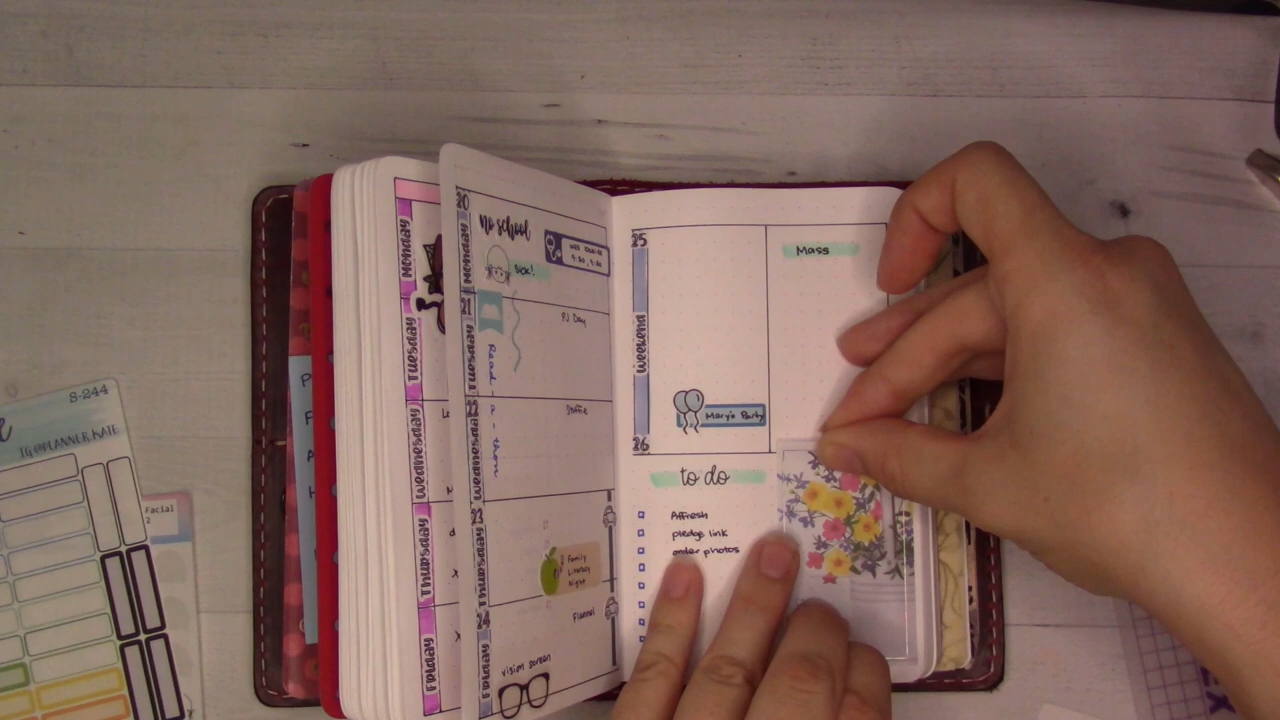 S-244
IG@PLANNER.KATE
Facial
2
P
F
A
H
Monday
Tuesday
Wednesday
Thursday
Friday
20
Monday
no school
Sick!
21
Tuesday
PJ Day
Read -
22
Wednesday
23
Thursday
Family
Literacy
Night
24
Friday
Flannel
vision screen
25
Weekend
26
Mass
Mary's Party
to do
Affresh
pledge link
order photos